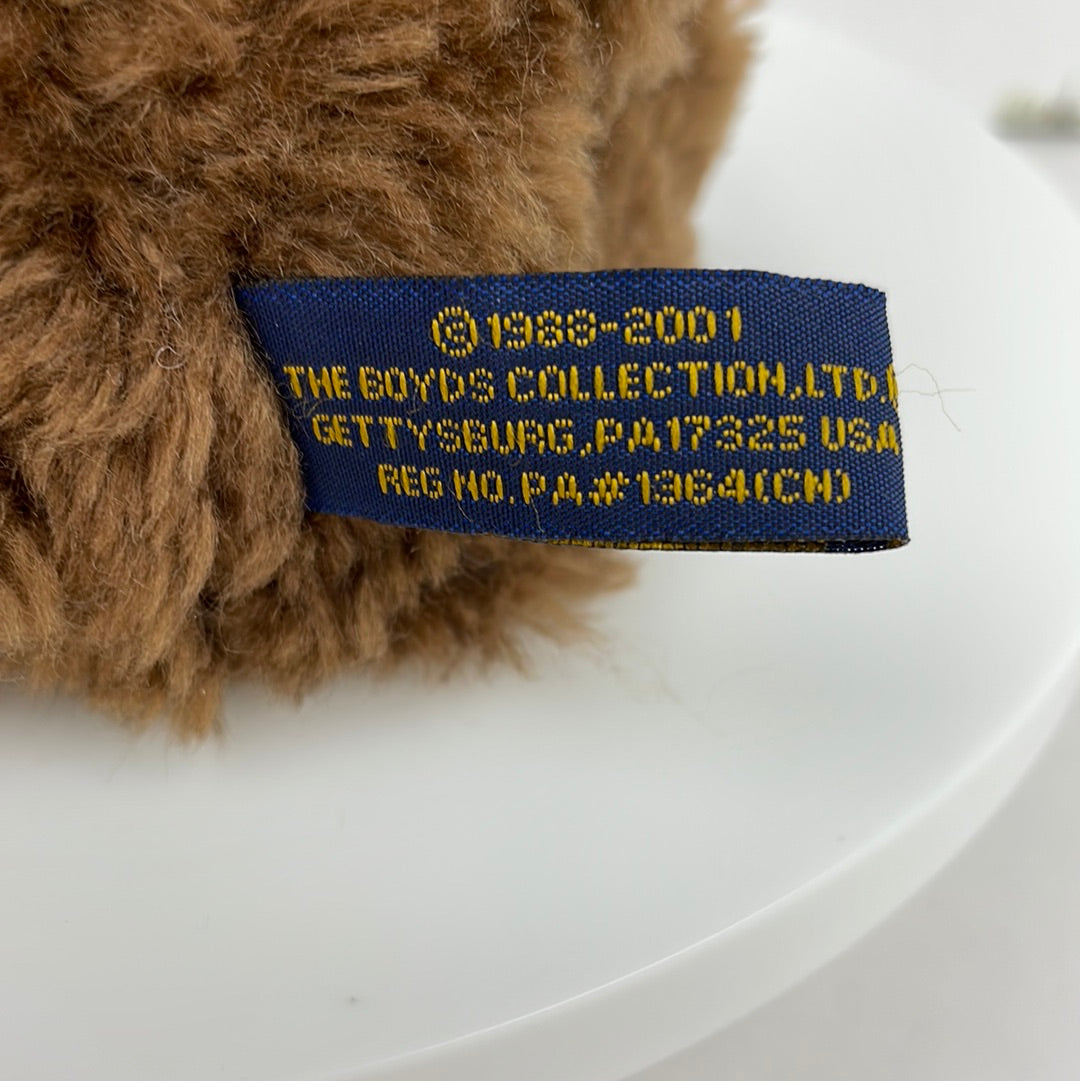 ©1988-2001
THE BOYDS COLLECTION,LTD.
GETTYSBURG,PA17325 USA
REG NO.PA#1364(CN)